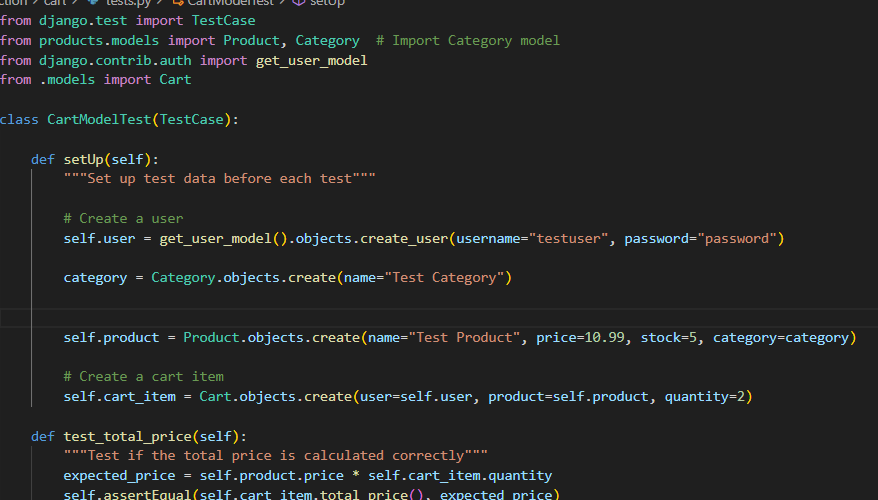 cart > tests.py > CartModelTest > setUp
from django.test import TestCase
from products.models import Product, Category  # Import Category model
from django.contrib.auth import get_user_model
from .models import Cart
class CartModelTest(TestCase):
    def setUp(self):
        """Set up test data before each test"""
        # Create a user
        self.user = get_user_model().objects.create_user(username="testuser", password="password")
        category = Category.objects.create(name="Test Category")
        self.product = Product.objects.create(name="Test Product", price=10.99, stock=5, category=category)
        # Create a cart item
        self.cart_item = Cart.objects.create(user=self.user, product=self.product, quantity=2)
    def test_total_price(self):
        """Test if the total price is calculated correctly"""
        expected_price = self.product.price * self.cart_item.quantity
        self.assertEqual(self.cart_item.total_price(), expected_price)